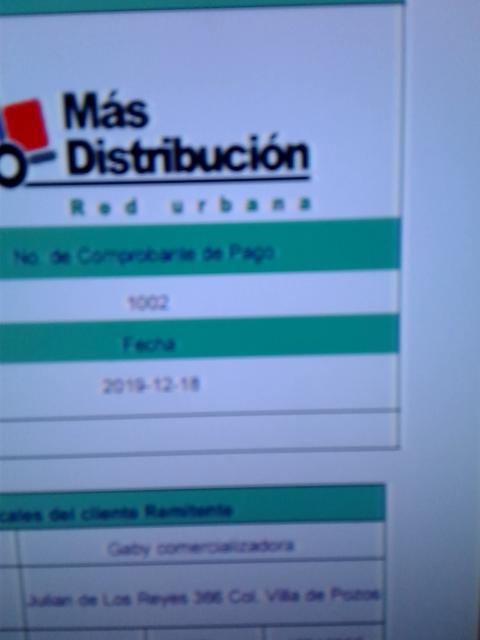 Más
Distribución
Red urbana
No. de Comprobante de Pago
1002
Fecha
2019-12-18
cales del cliente Remitente
Gaby comercializadora
Julian de Los Reyes 366 Col. Villa de Pozos